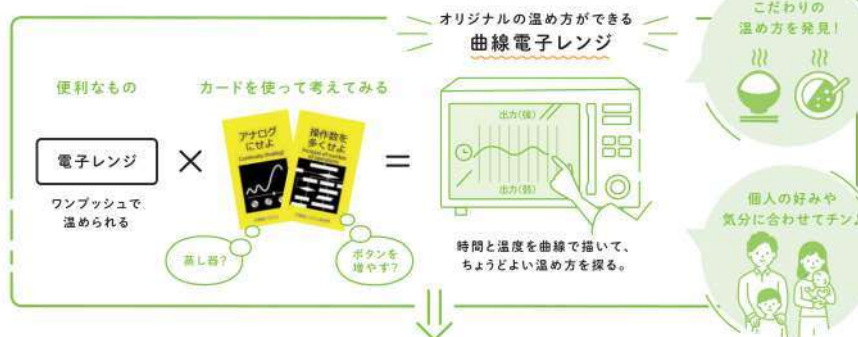 オリジナルの温め方ができる
曲線電子レンジ
便利なもの
カードを使って考えてみる
電子レンジ
ワンプッシュで
温められる
×
アナログ
にせよ
操作数を
多くせよ
蒸し器?
ボタンを
増やす?
=
出力(強)
出力(弱)
時間と温度を曲線で描いて、
ちょうどよい温め方を探る。
こだわりの
温め方を発見!
個人の好みや
気分に合わせてチン♪